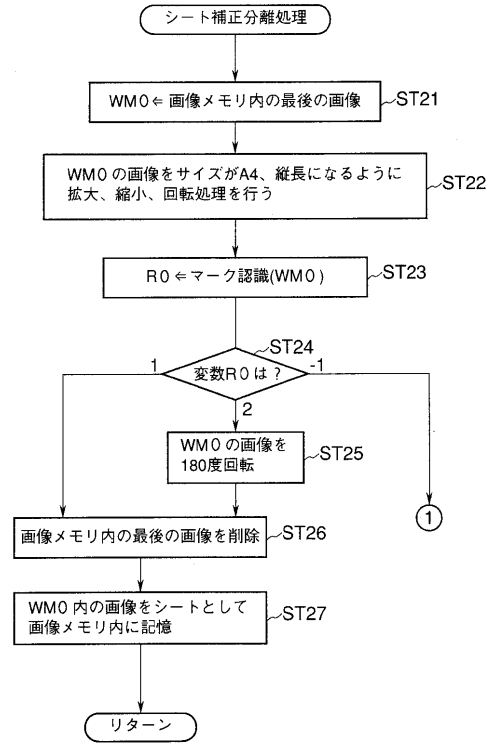 シート補正分離処理
WM0⇐画像メモリ内の最後の画像
ST21
WM0の画像をサイズがA4、縦長になるように
拡大、縮小、回転処理を行う
ST22
R0⇐マーク認識(WM0)
ST23
ST24
変数R0は？
1
-1
2
WM0の画像を
180度回転
ST25
1
画像メモリ内の最後の画像を削除
ST26
WM0内の画像をシートとして
画像メモリ内に記憶
ST27
リターン